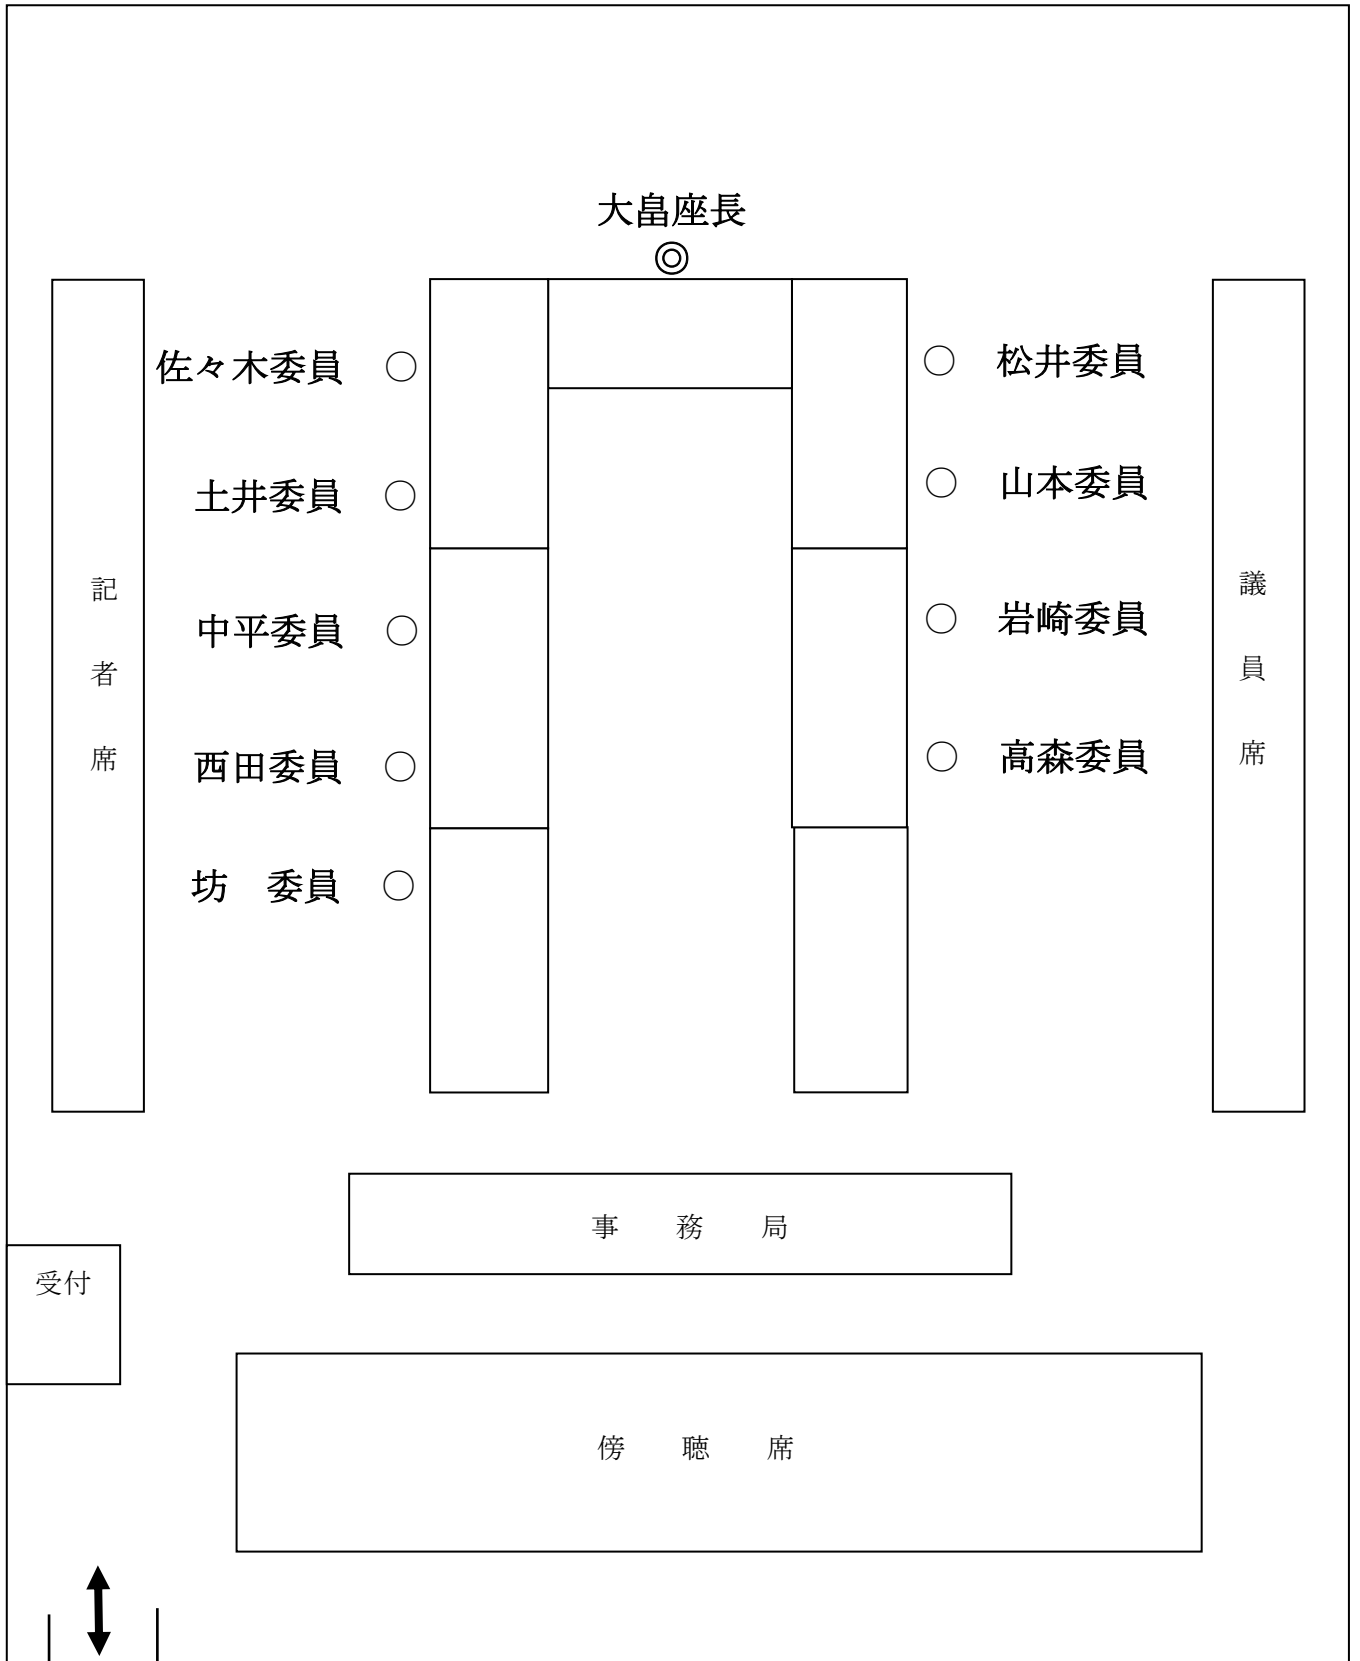 大畠座長
佐々木委員
松井委員
土井委員
山本委員
中平委員
岩崎委員
西田委員
高森委員
坊　委員
記者席
議員席
事　務　局
受付
傍　聴　席